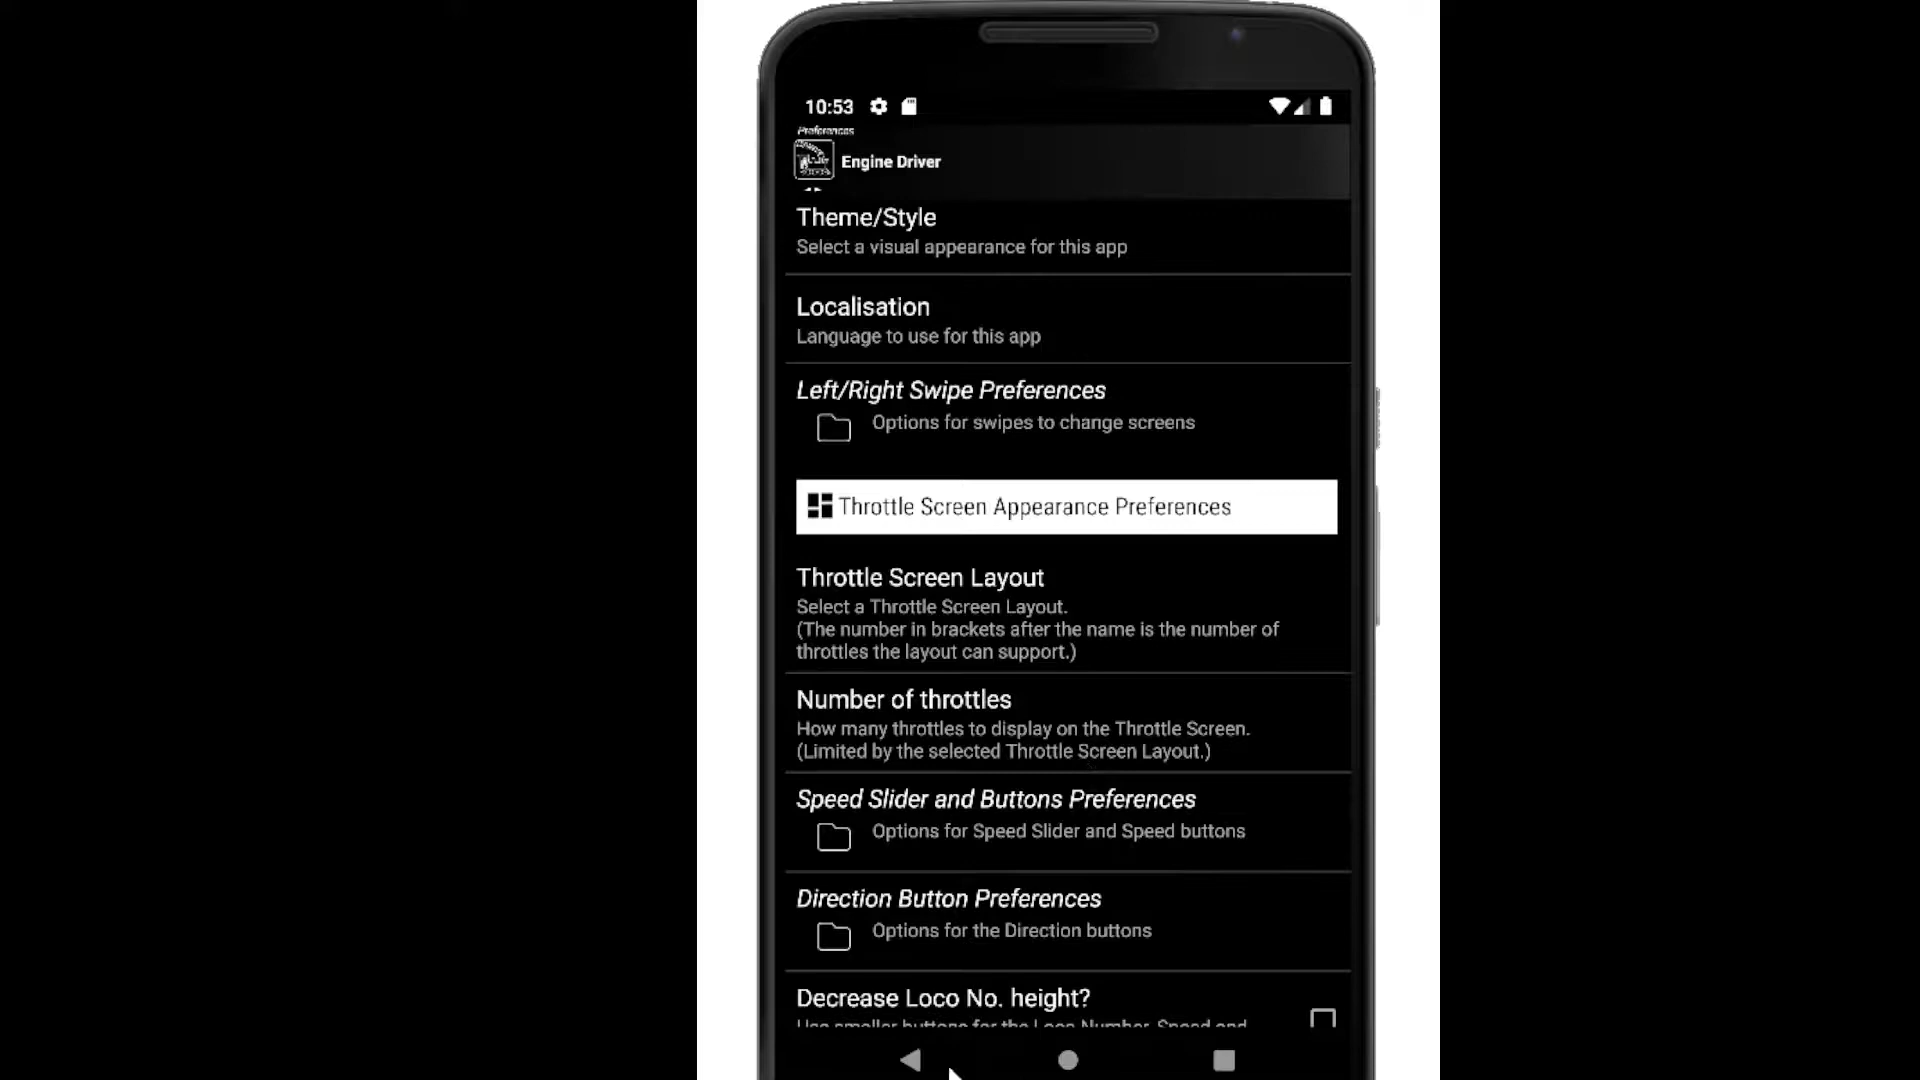 10:53
Preferences
Engine Driver
Theme/Style
Select a visual appearance for this app
Localisation
Language to use for this app
Left/Right Swipe Preferences
Options for swipes to change screens
Throttle Screen Appearance Preferences
Throttle Screen Layout
Select a Throttle Screen Layout.
(The number in brackets after the name is the number of
throttles the layout can support.)
Number of throttles
How many throttles to display on the Throttle Screen.
(Limited by the selected Throttle Screen Layout.)
Speed Slider and Buttons Preferences
Options for Speed Slider and Speed buttons
Direction Button Preferences
Options for the Direction buttons
Decrease Loco No. height?
Use smaller buttons for the Loco Number, Speed and